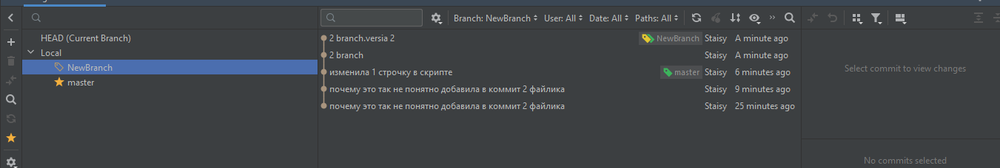 Branch: NewBranch User: All Date: All Paths: All
HEAD (Current Branch)
Local
NewBranch
master
2 branch.versia 2 NewBranch Staisy A minute ago
2 branch Staisy A minute ago
изменила 1 строчку в скрипте master Staisy 6 minutes ago
почему это так не понятно добавила в коммит 2 файлика Staisy 9 minutes ago
почему это так не понятно добавила в коммит 2 файлика Staisy 25 minutes ago
Select commit to view changes
No commits selected